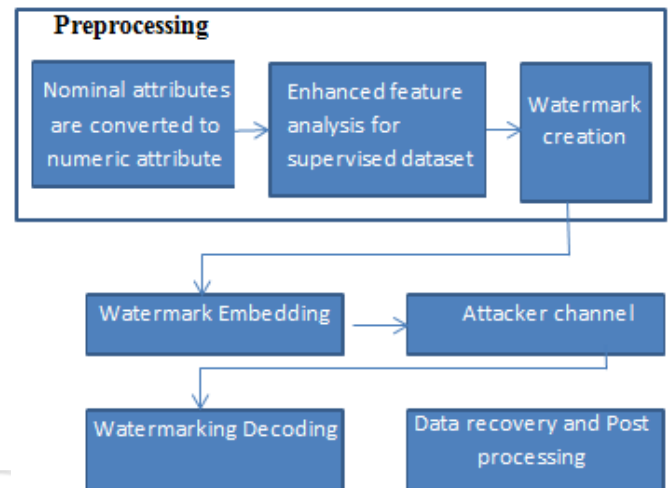 Preprocessing
Nominal attributes
are converted to
numeric attribute
Enhanced feature
analysis for
supervised dataset
Watermark
creation
Watermark Embedding
Attacker channel
Watermarking Decoding
Data recovery and Post
processing